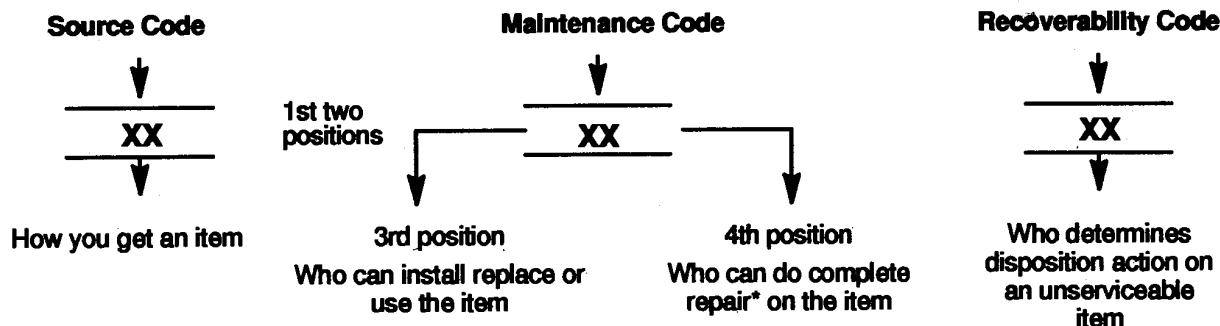 Source Code
Maintenance Code
Recoverability Code
XX
1st two
positions
XX
XX
How you get an item
3rd position
Who can install replace or
use the item
4th position
Who can do complete
repair* on the item
Who determines
disposition action on
an unserviceable
item